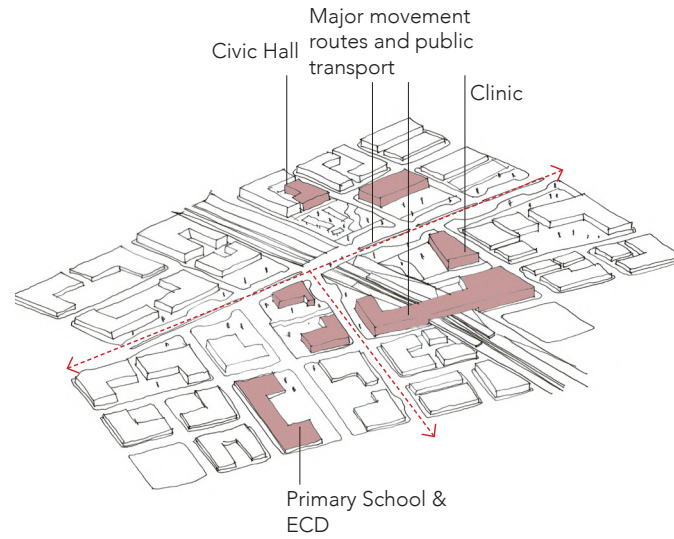 Major movement
routes and public
transport
Civic Hall
Clinic
Primary School &
ECD